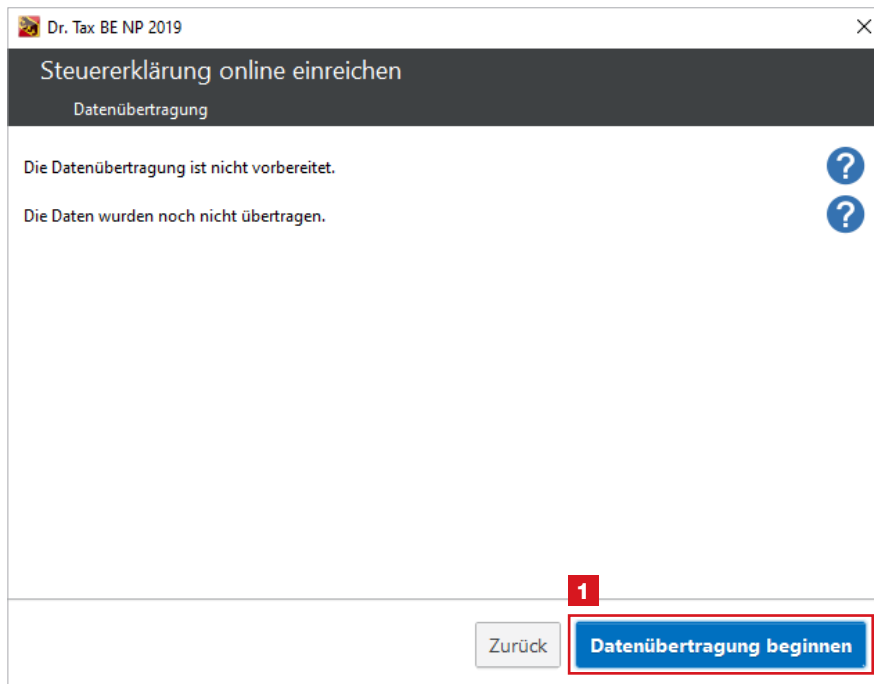 Dr. Tax BE NP 2019
Steuererklärung online einreichen
Datenübertragung
Die Datenübertragung ist nicht vorbereitet.
?
Die Daten wurden noch nicht übertragen.
?
1
Zurück
Datenübertragung beginnen